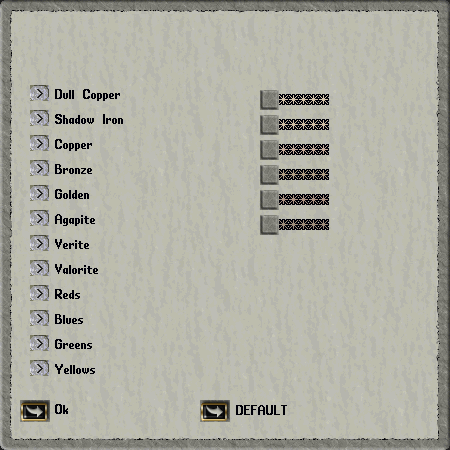 Dull Copper
Shadow Iron
Copper
Bronze
Golden
Agapite
Verite
Valorite
Reds
Blues
Greens
Yellows
Ok
DEFAULT